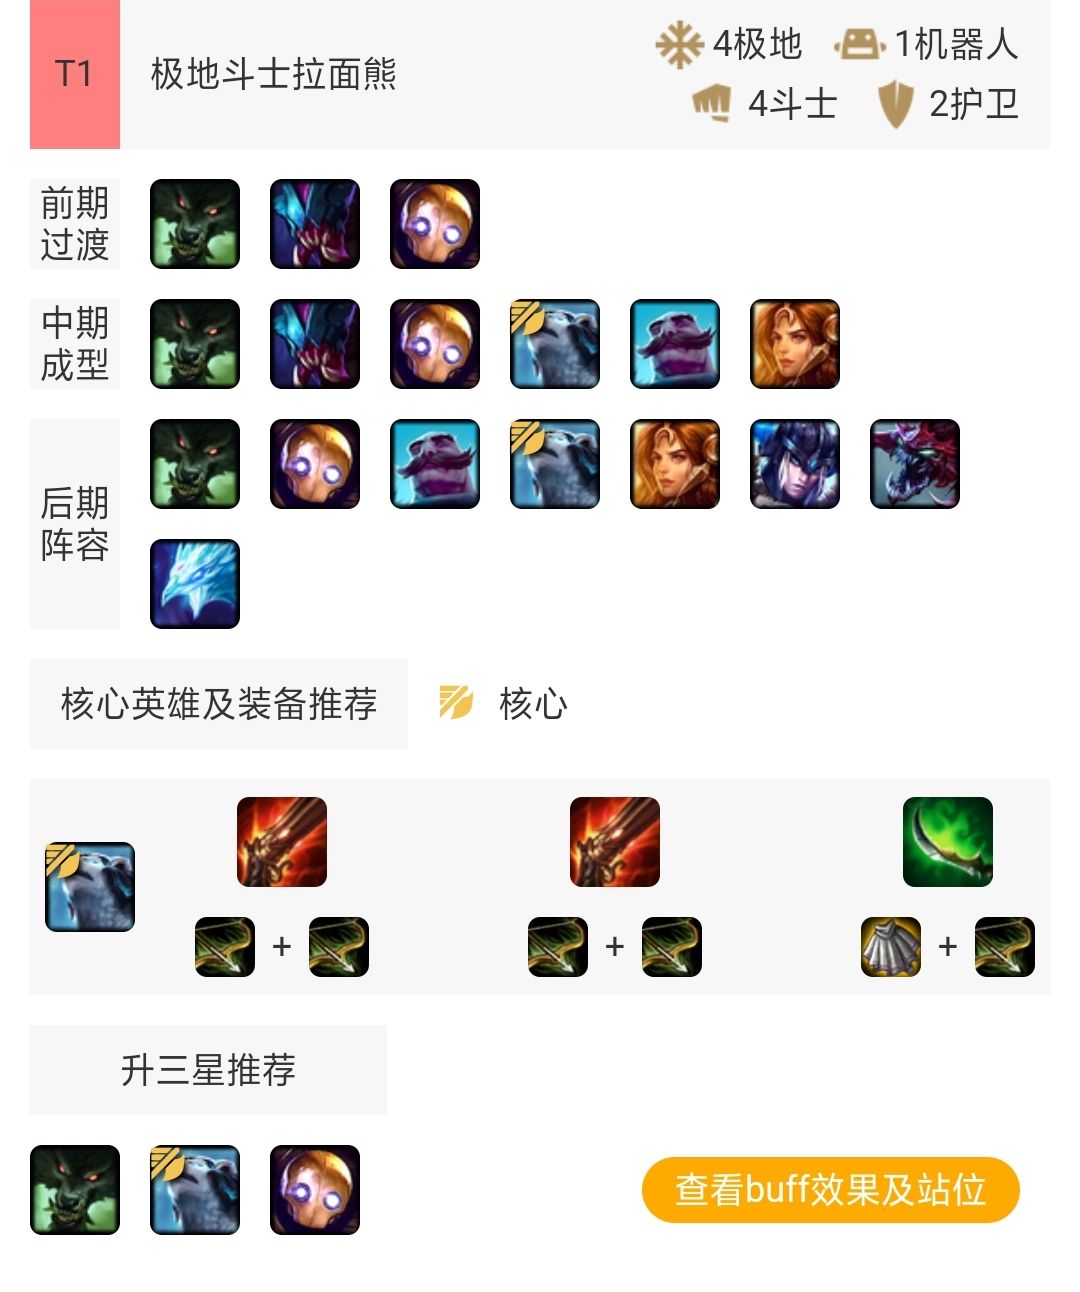 T1
极地斗士拉面熊
4极地 1机器人
4斗士 2护卫
前期
过渡
中期
成型
后期
阵容
核心英雄及装备推荐 核心
+ + +
升三星推荐
查看buff效果及站位